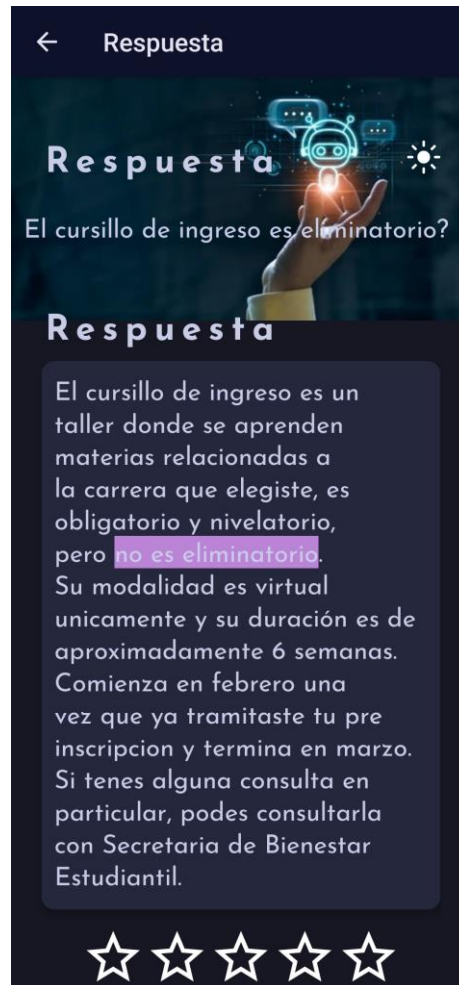 Respuesta
Respuesta
El cursillo de ingreso es eliminatorio?
Respuesta
El cursillo de ingreso es un
taller donde se aprenden
materias relacionadas a
la carrera que elegiste, es
obligatorio y nivelatorio,
pero no es eliminatorio.
Su modalidad es virtual
unicamente y su duración es de
aproximadamente 6 semanas.
Comienza en febrero una
vez que ya tramitaste tu pre
inscripcion y termina en marzo.
Si tenes alguna consulta en
particular, podes consultarla
con Secretaria de Bienestar
Estudiantil.